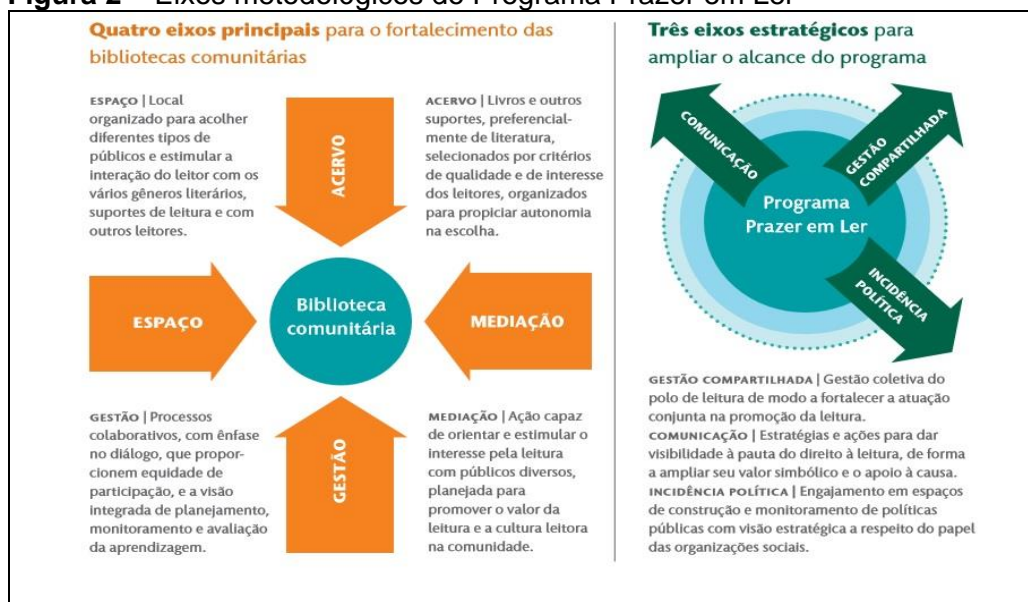 Figura 2 – Eixos metodológicos do Programa Prazer em Ler
Quatro eixos principais para o fortalecimento das
bibliotecas comunitárias
ESPAÇO | Local
organizado para acolher
diferentes tipos de
públicos e estimular a
interação do leitor com os
vários gêneros literários,
suportes de leitura e com
outros leitores.
ACERVO
ACERVO | Livros e outros
suportes, preferencial-
mente de literatura,
selecionados por critérios
de qualidade e de interesse
dos leitores, organizados
para propiciar autonomia
na escolha.
ESPAÇO
Biblioteca
comunitária
MEDIAÇÃO
GESTÃO | Processos
colaborativos, com ênfase
no diálogo, que propor-
cionem equidade de
participação, e a visão
integrada de planejamento,
monitoramento e avaliação
da aprendizagem.
GESTÃO
MEDIAÇÃO | Ação capaz
de orientar e estimular o
interesse pela leitura
com públicos diversos,
planejada para
promover o valor da
leitura e a cultura leitora
na comunidade.
Três eixos estratégicos para
ampliar o alcance do programa
COMUNICAÇÃO
GESTÃO
COMPARTILHADA
Programa
Prazer em Ler
INCIDÊNCIA
POLÍTICA
GESTÃO COMPARTILHADA | Gestão coletiva do
polo de leitura de modo a fortalecer a atuação
conjunta na promoção da leitura.
COMUNICAÇÃO | Estratégias e ações para dar
visibilidade à pauta do direito à leitura, de forma
a ampliar seu valor simbólico e o apoio à causa.
INCIDÊNCIA POLÍTICA | Engajamento em espaços
de construção e monitoramento de políticas
públicas com visão estratégica a respeito do papel
das organizações sociais.